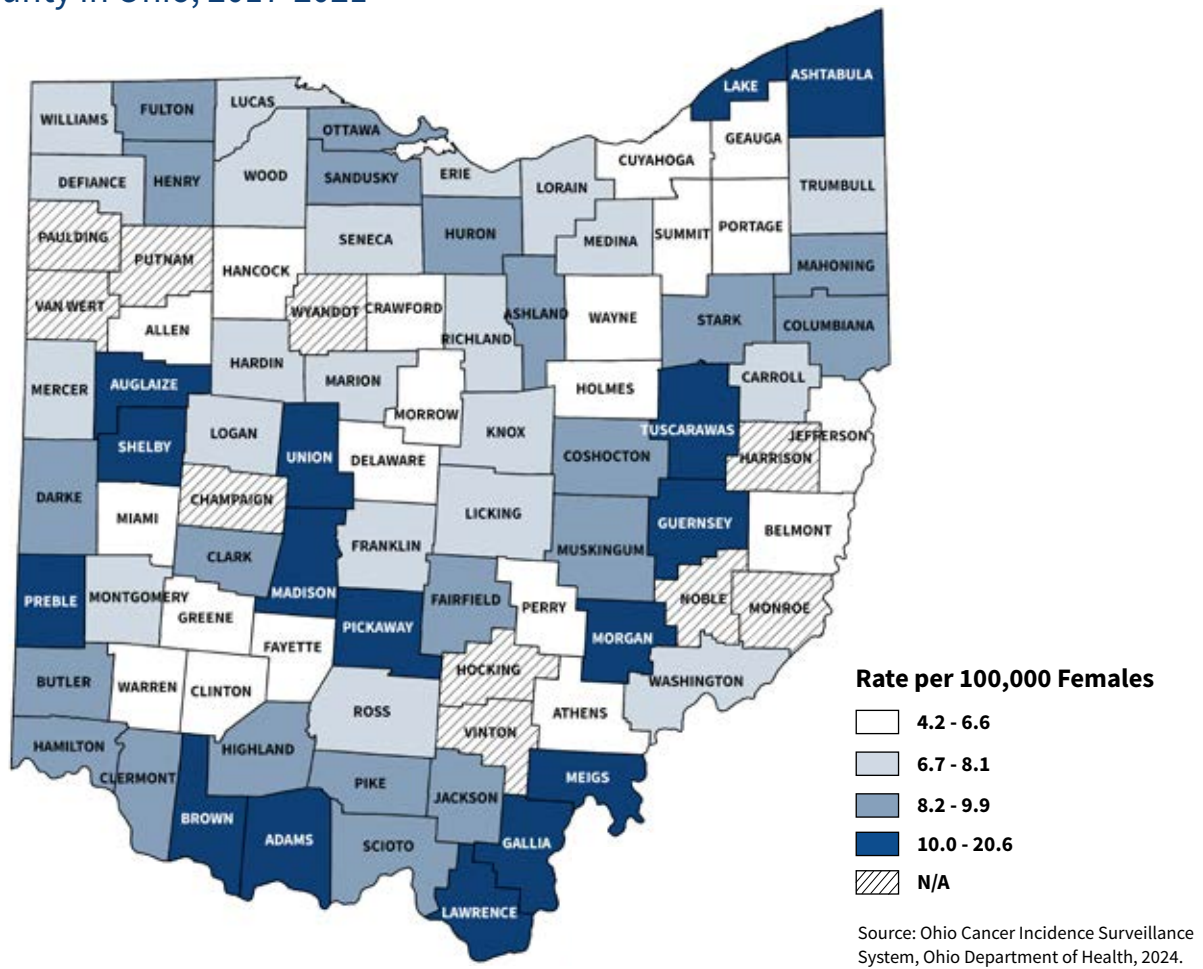 unty in Ohio, 2017-2021
ASHTABULA
LAKE
LUCAS
FULTON
WILLIAMS
OTTAWA
GEAUGA
CUYAHOGA
ERIE
WOOD
SANDUSKY
DEFIANCE
HENRY
LORAIN
TRUMBULL
PORTAGE
SUMMIT
HURON
SENECA
MEDINA
PAULDING
PUTNAM
MAHONING
HANCOCK
VAN WERT
WYANDOT
CRAWFORD
ASHLAND
WAYNE
STARK
COLUMBIANA
ALLEN
RICHLAND
HARDIN
CARROLL
MARION
AUGLAIZE
MERCER
HOLMES
MORROW
TUSCARAWAS
JEFFERSON
KNOX
LOGAN
SHELBY
UNION
DELAWARE
COSHOCTON
HARRISON
DARKE
CHAMPAIGN
LICKING
MIAMI
GUERNSEY
BELMONT
FRANKLIN
MUSKINGUM
CLARK
MADISON
PREBLE
MONTGOMERY
FAIRFIELD
PERRY
NOBLE
MONROE
GREENE
PICKAWAY
MORGAN
FAYETTE
HOCKING
BUTLER
WARREN
CLINTON
WASHINGTON
ROSS
ATHENS
VINTON
HAMILTON
HIGHLAND
CLERMONT
PIKE
MEIGS
JACKSON
BROWN
ADAMS
SCIOTO
GALLIA
LAWRENCE
Rate per 100,000 Females
4.2 - 6.6
6.7 - 8.1
8.2 - 9.9
10.0 - 20.6
N/A
Source: Ohio Cancer Incidence Surveillance
System, Ohio Department of Health, 2024.